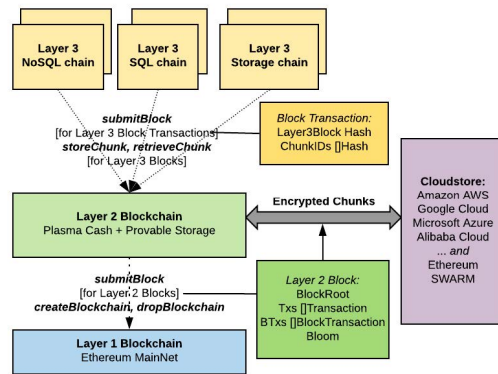 Layer 3
NoSQL chain
Layer 3
SQL chain
Layer 3
Storage chain
submitBlock
[for Layer 3 Block Transactions]
storeChunk, retrieveChunk
[for Layer 3 Blocks]
Block Transaction:
Layer3Block Hash
ChunkIDs []Hash
Cloudstore:
Amazon AWS
Google Cloud
Microsoft Azure
Alibaba Cloud
... and
Ethereum
SWARM
Layer 2 Blockchain
Plasma Cash + Provable Storage
Encrypted Chunks
submitBlock
[for Layer 2 Blocks]
createBlockchain, dropBlockchain
Layer 2 Block:
BlockRoot
Txs []Transaction
BTxs []BlockTransaction
Bloom
Layer 1 Blockchain
Ethereum MainNet